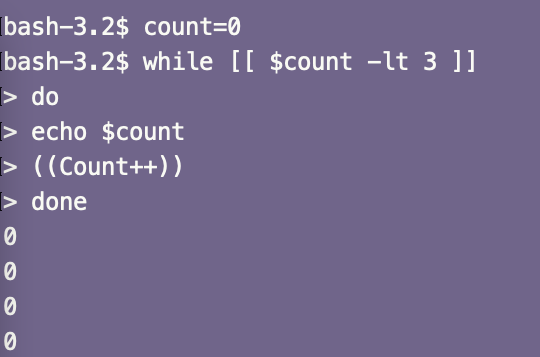 bash-3.2$ count=0
bash-3.2$ while [[ $count -lt 3 ]]
> do
> echo $count
> ((Count++))
> done
0
0
0
0